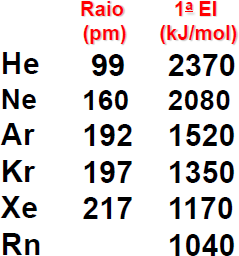 Raio 1ª EI
(pm) (kJ/mol)
He 99 2370
Ne 160 2080
Ar 192 1520
Kr 197 1350
Xe 217 1170
Rn 1040